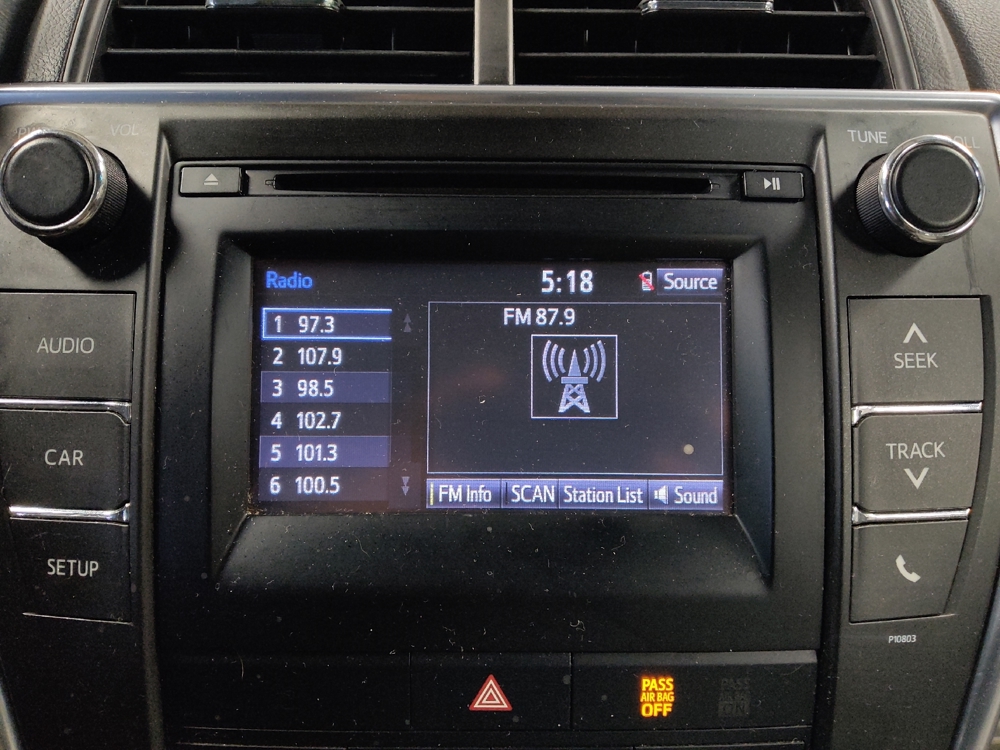 VOL
TUNE
AUDIO
CAR
SETUP
Radio
5:18
Source
1 97.3
2 107.9
3 98.5
4 102.7
5 101.3
6 100.5
FM 87.9
FM Info
SCAN
Station List
Sound
SEEK
TRACK
P10803
PASS
AIR BAG
OFF
PASS